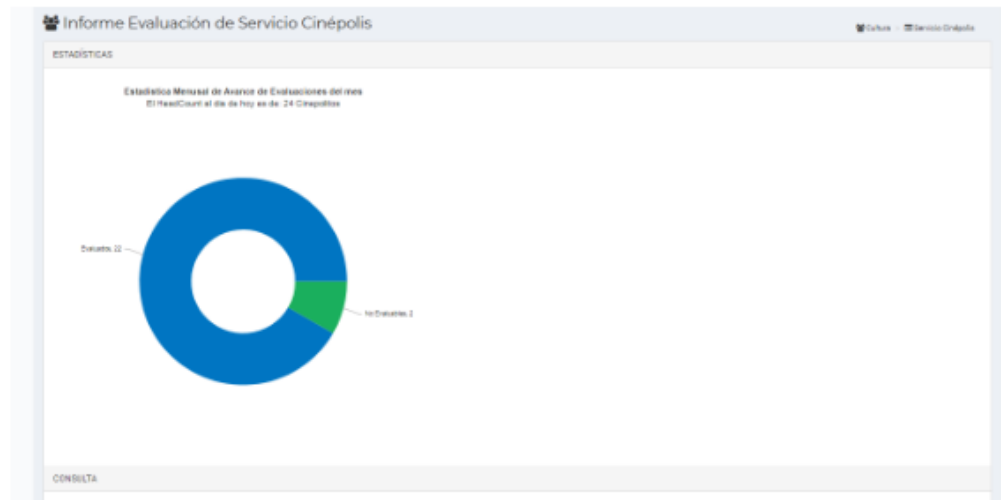 Informe Evaluación de Servicio Cinépolis
Cultura - Servicio Cinépolis
ESTADÍSTICAS
Estadística Mensual de Avance de Evaluaciones del mes
El HeadCount al dia de hoy es de: 24 Cinepolitos
Evaluados, 22
No Evaluables, 2
CONSULTA